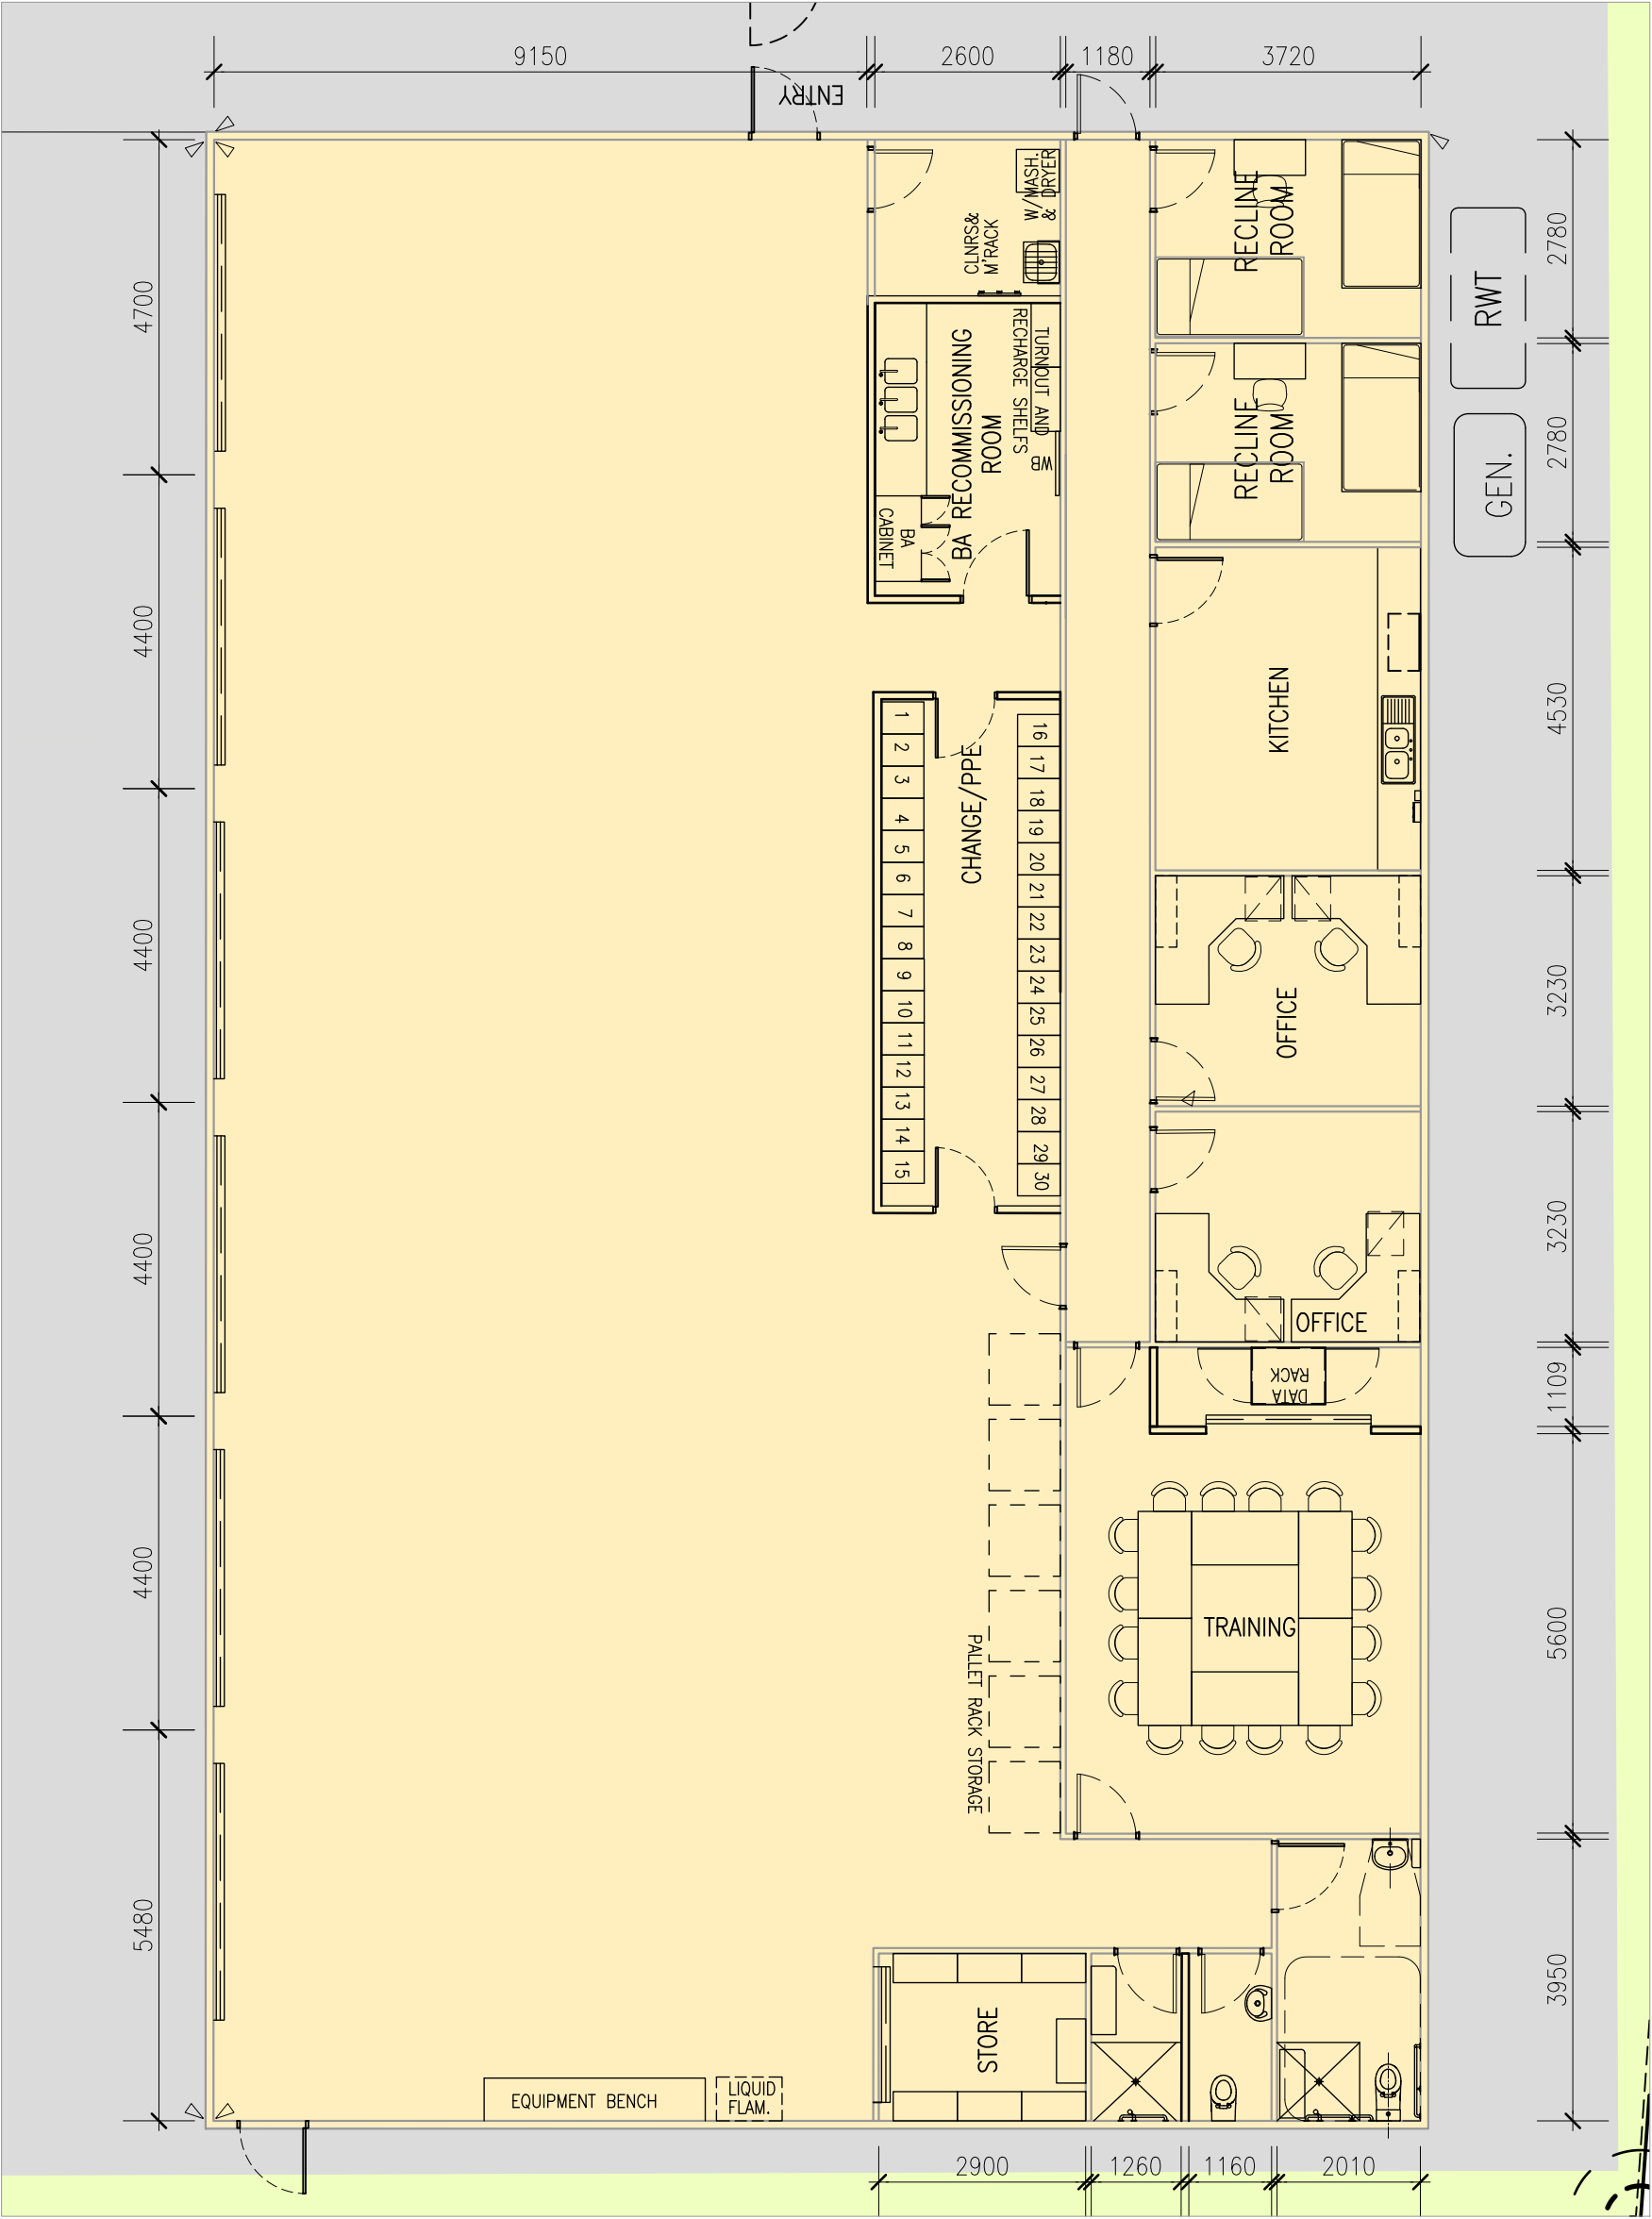 9150
2600
1180
3720
ENTRY
W/WASH.
& DRYER
CLNRS&
M'RACK
RECLINE
ROOM
2780
RWT
4700
TURNOUT AND
RECHARGE SHELFS
BA RECOMMISSIONING
ROOM
WB
BA
CABINET
RECLINE
ROOM
2780
GEN.
4400
KITCHEN
4530
CHANGE/PPE
1
2
3
4
5
6
7
8
9
10
11
12
13
14
15
16
17
18
19
20
21
22
23
24
25
26
27
28
29
30
4400
OFFICE
3230
4400
OFFICE
3230
DATA
RACK
1109
4400
TRAINING
5600
PALLET RACK STORAGE
5480
STORE
3950
EQUIPMENT BENCH
LIQUID
FLAM.
2900
1260
1160
2010